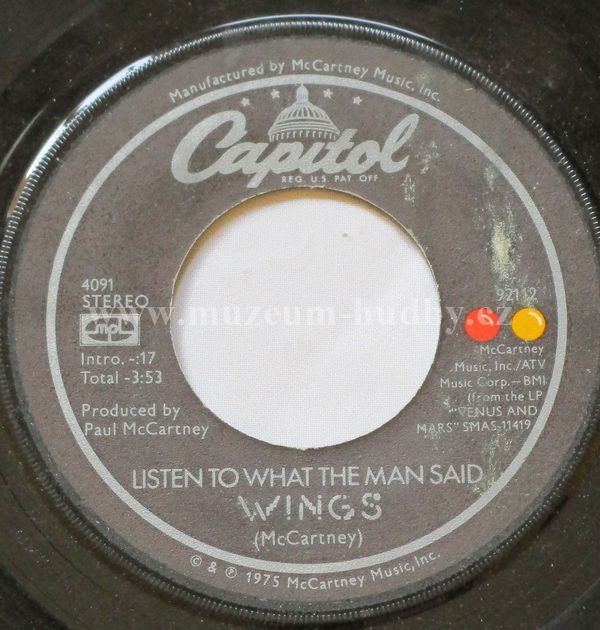 Manufactured by McCartney Music, Inc.
Capitol
REG. U.S. PAT. OFF
4091
STEREO
mpl
Intro. -:17
Total -3:53
Produced by
Paul McCartney
92112
McCartney
Music, Inc./ATV
Music Corp.—BMI
(from the LP
"VENUS AND
MARS" SMAS-11419
www.muzeum-hudby.cz
LISTEN TO WHAT THE MAN SAID
WINGS
(McCartney)
© & ℗ 1975 McCartney Music, Inc.